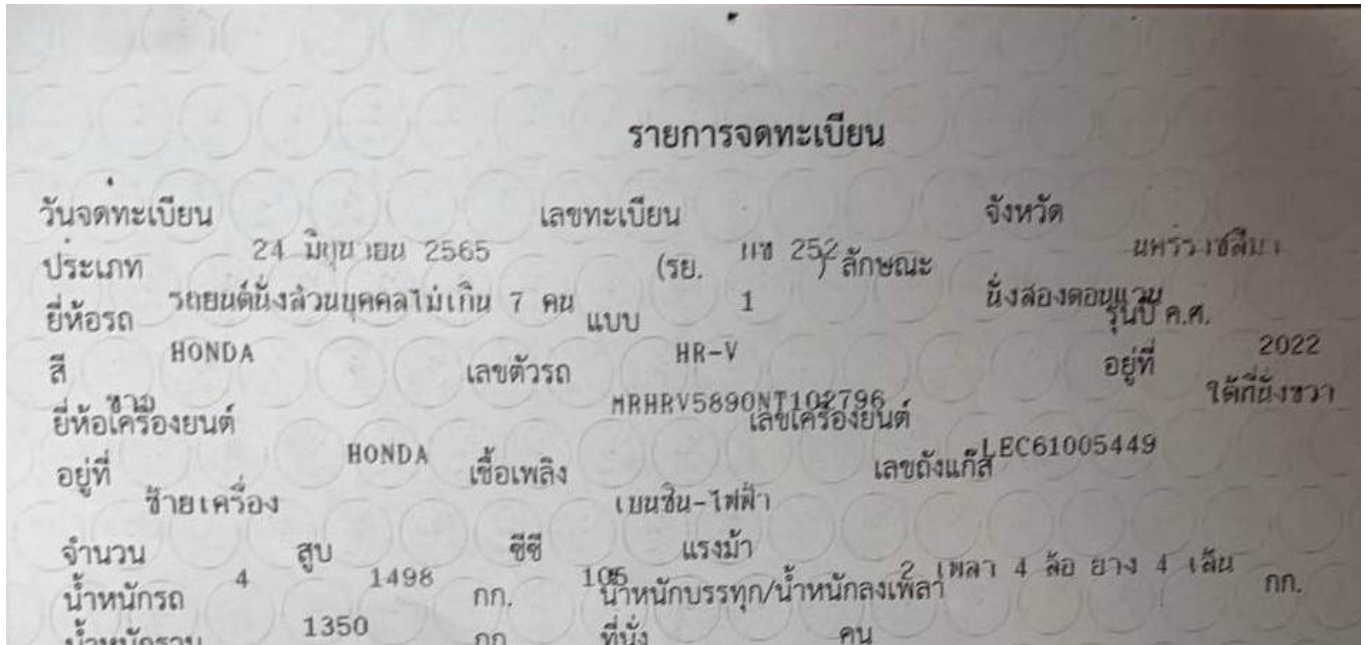 รายการจดทะเบียน
วันจดทะเบียน เลขทะเบียน จังหวัด
24 มิถุนายน 2565 252 นครราชสีมา
ประเภท (รย. ) ลักษณะ
รถยนต์นั่งส่วนบุคคลไม่เกิน 7 คน 1 นั่งสองตอนแวน
ยี่ห้อรถ แบบ รุ่นปี ค.ศ.
HONDA HR-V 2022
สี เลขตัวรถ อยู่ที่
ขาว MRHRV5890NT102796 ใต้ที่นั่งขวา
ยี่ห้อเครื่องยนต์ เลขเครื่องยนต์
HONDA LEC61005449
อยู่ที่ เชื้อเพลิง เลขถังแก๊ส
ซ้ายเครื่อง เบนซิน-ไฟฟ้า
จำนวน สูบ ซีซี แรงม้า
4 1498 105 2 เพลา 4 ล้อ ยาง 4 เส้น
น้ำหนักรถ กก. น้ำหนักบรรทุก/น้ำหนักลงเพลา กก.
1350
น้ำหนักรวม กก. ที่นั่ง คน